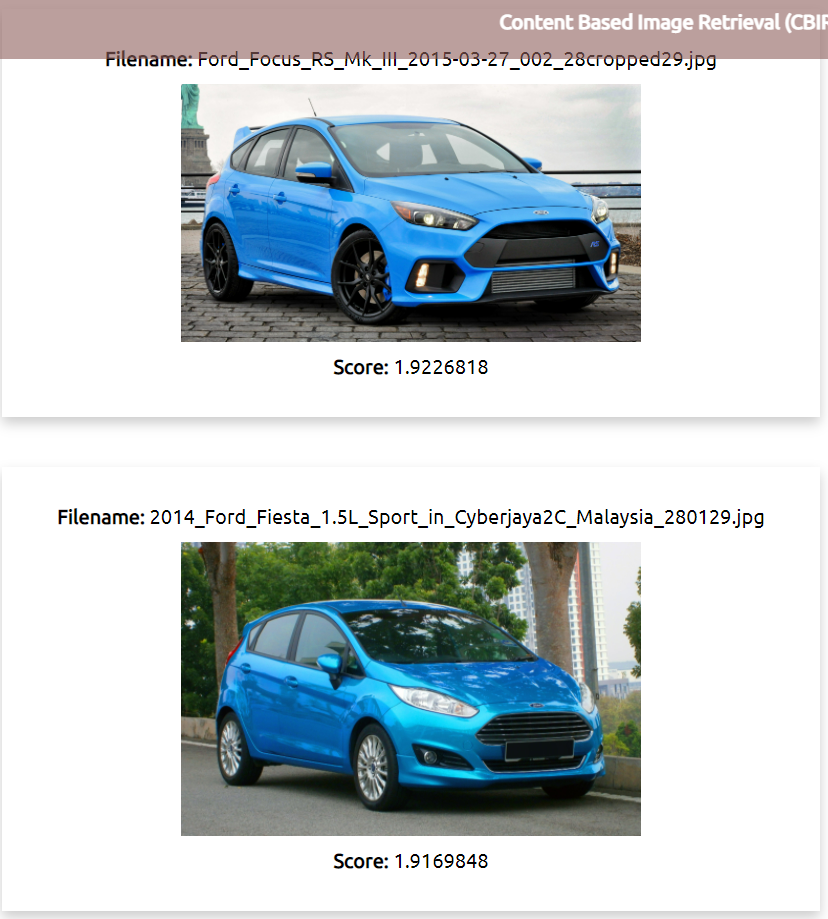 Content Based Image Retrieval (CBIR
Filename: Ford_Focus_RS_Mk_III_2015-03-27_002_28cropped29.jpg
RS
Score: 1.9226818
Filename: 2014_Ford_Fiesta_1.5L_Sport_in_Cyberjaya2C_Malaysia_280129.jpg
Score: 1.9169848